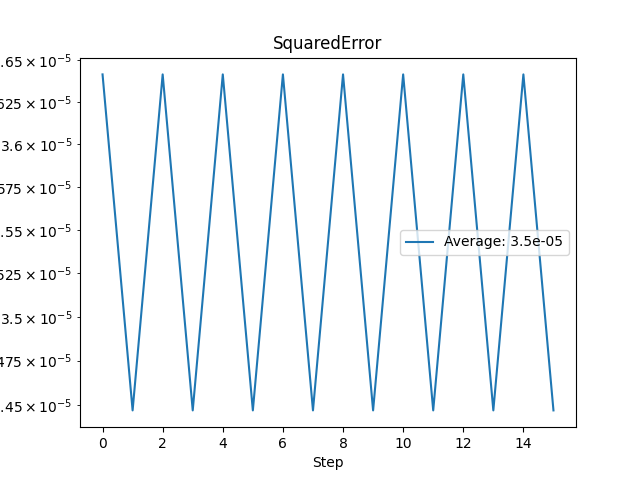 SquaredError
.65 × 10⁻⁵
525 × 10⁻⁵
3.6 × 10⁻⁵
575 × 10⁻⁵
.55 × 10⁻⁵
525 × 10⁻⁵
3.5 × 10⁻⁵
475 × 10⁻⁵
.45 × 10⁻⁵
Average: 3.5e-05
0 2 4 6 8 10 12 14
Step